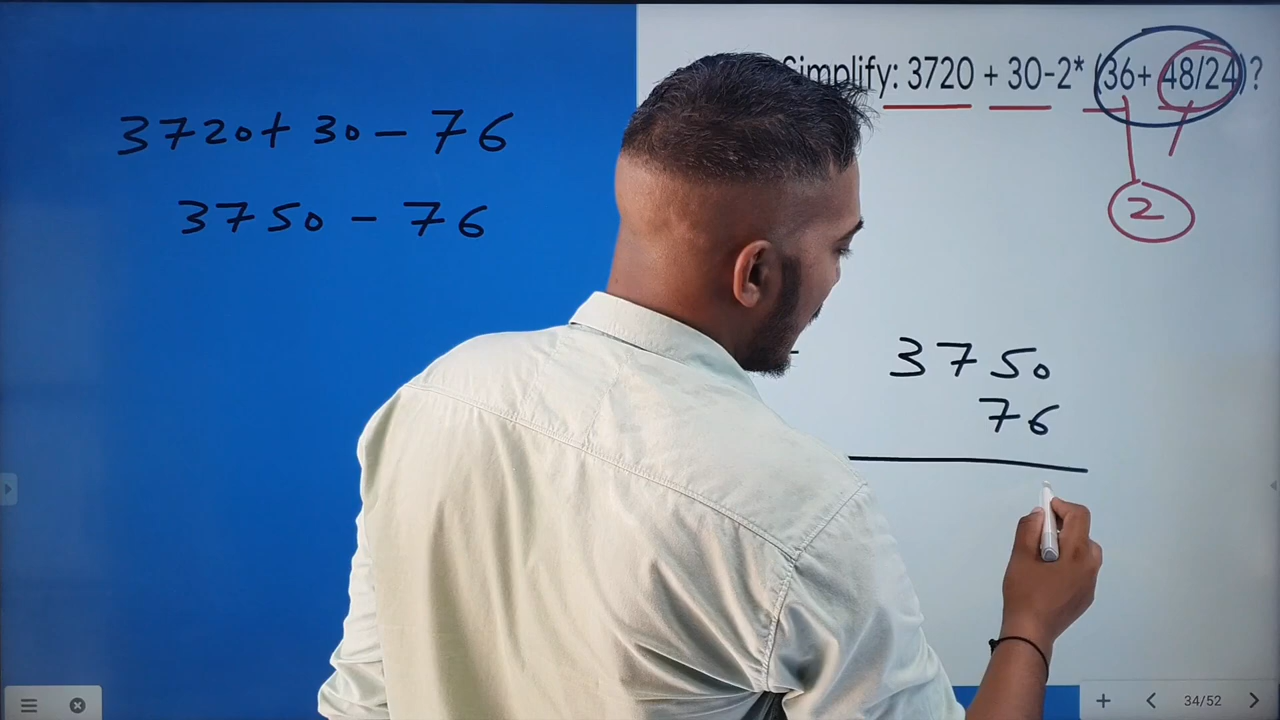 Simplify: 3720 + 30-2* (36+ 48/24)?
3720+ 30 - 76
3750 - 76
2
3750
76
34/52